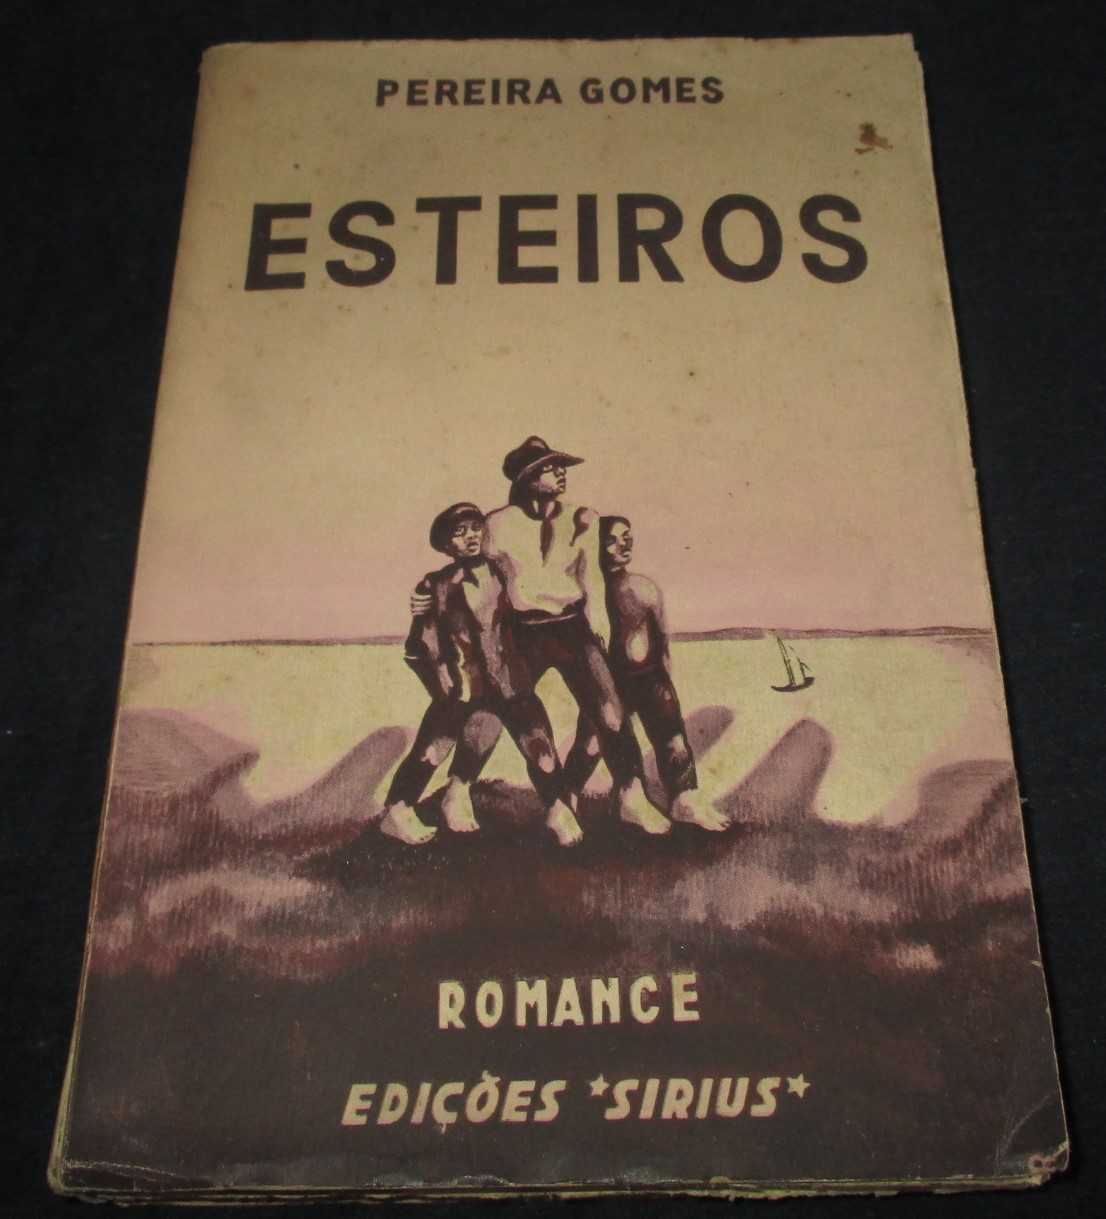 PEREIRA GOMES
ESTEIROS
ROMANCE
EDIÇÕES *SIRIUS*